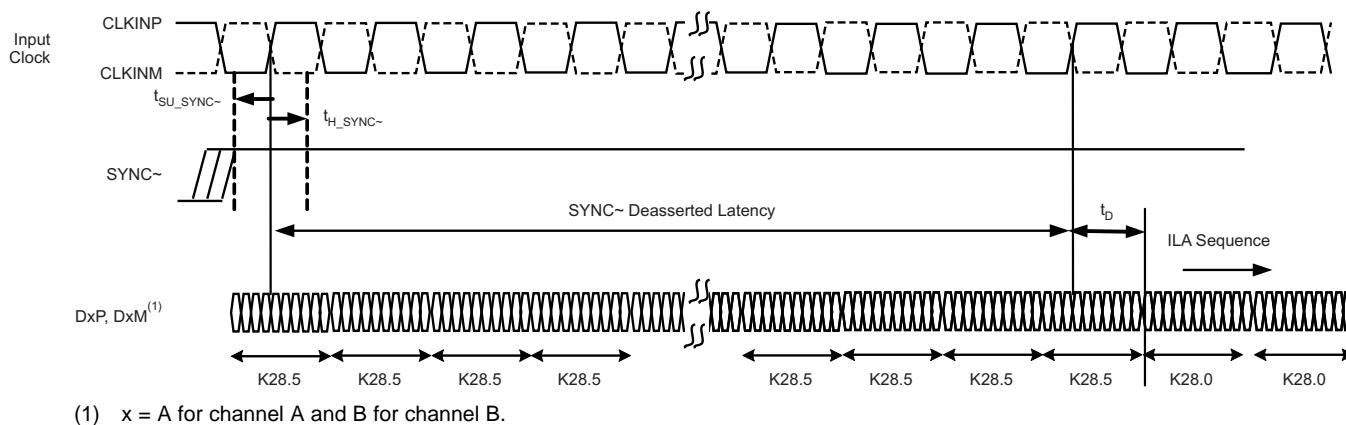 CLKINP
Input
Clock
CLKINM
tSU_SYNC~
tH_SYNC~
SYNC~
SYNC~ Deasserted Latency
tD
ILA Sequence
DxP, DxM(1)
K28.5 K28.5 K28.5 K28.5 K28.5 K28.5 K28.5 K28.5 K28.0 K28.0
(1) x = A for channel A and B for channel B.